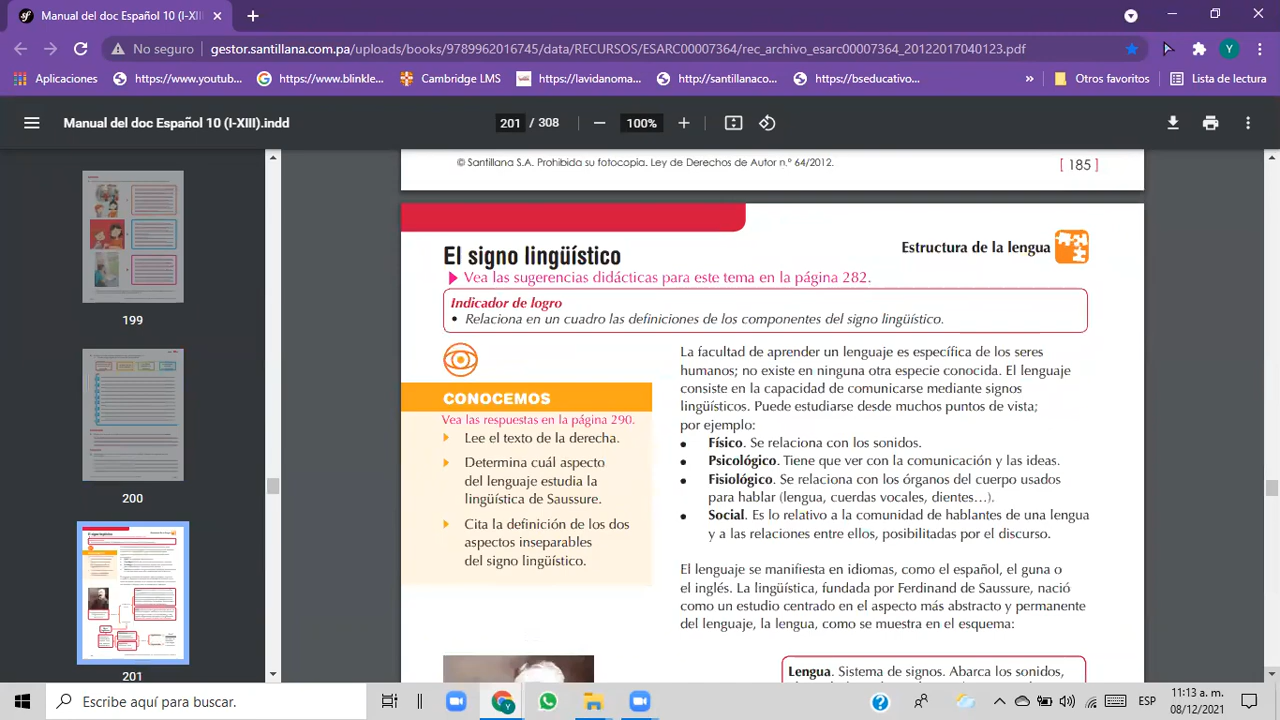 Manual del doc Español 10 (I-XI
No seguro
gestor.santillana.com.pa/uploads/books/9789962016745/data/RECURSOS/ESARC00007364/rec_archivo_esarc00007364_20122017040123.pdf
Y
Aplicaciones
https://www.youtub...
https://www.blinkle...
Cambridge LMS
https://lavidanoma...
http://santillanaco...
https://bseducativo...
»
Otros favoritos
Lista de lectura
Manual del doc Español 10 (I-XIII).indd
201 / 308
100%
199
200
201
© Santillana S.A. Prohibida su fotocopia. Ley de Derechos de Autor n.º 64/2012.
[ 185 ]
El signo lingüístico
Estructura de la lengua
Vea las sugerencias didácticas para este tema en la página 282.
Indicador de logro
• Relaciona en un cuadro las definiciones de los componentes del signo lingüístico.
CONOCEMOS
Vea las respuestas en la página 290.
Lee el texto de la derecha.
Determina cuál aspecto
del lenguaje estudia la
lingüística de Saussure.
Cita la definición de los dos
aspectos inseparables
del signo lingüístico.
La facultad de aprender un lenguaje es específica de los seres
humanos; no existe en ninguna otra especie conocida. El lenguaje
consiste en la capacidad de comunicarse mediante signos
lingüísticos. Puede estudiarse desde muchos puntos de vista;
por ejemplo:
• Físico. Se relaciona con los sonidos.
• Psicológico. Tiene que ver con la comunicación y las ideas.
• Fisiológico. Se relaciona con los órganos del cuerpo usados
para hablar (lengua, cuerdas vocales, dientes…).
• Social. Es lo relativo a la comunidad de hablantes de una lengua
y a las relaciones entre ellos, posibilitadas por el discurso.
El lenguaje se manifiesta en idiomas, como el español, el guna o
el inglés. La lingüística, fundada por Ferdinand de Saussure, nació
como un estudio centrado en el aspecto más abstracto y permanente
del lenguaje, la lengua, como se muestra en el esquema:
Lengua. Sistema de signos. Abarca los sonidos,
Escribe aquí para buscar.
ESP
11:13 a. m.
08/12/2021